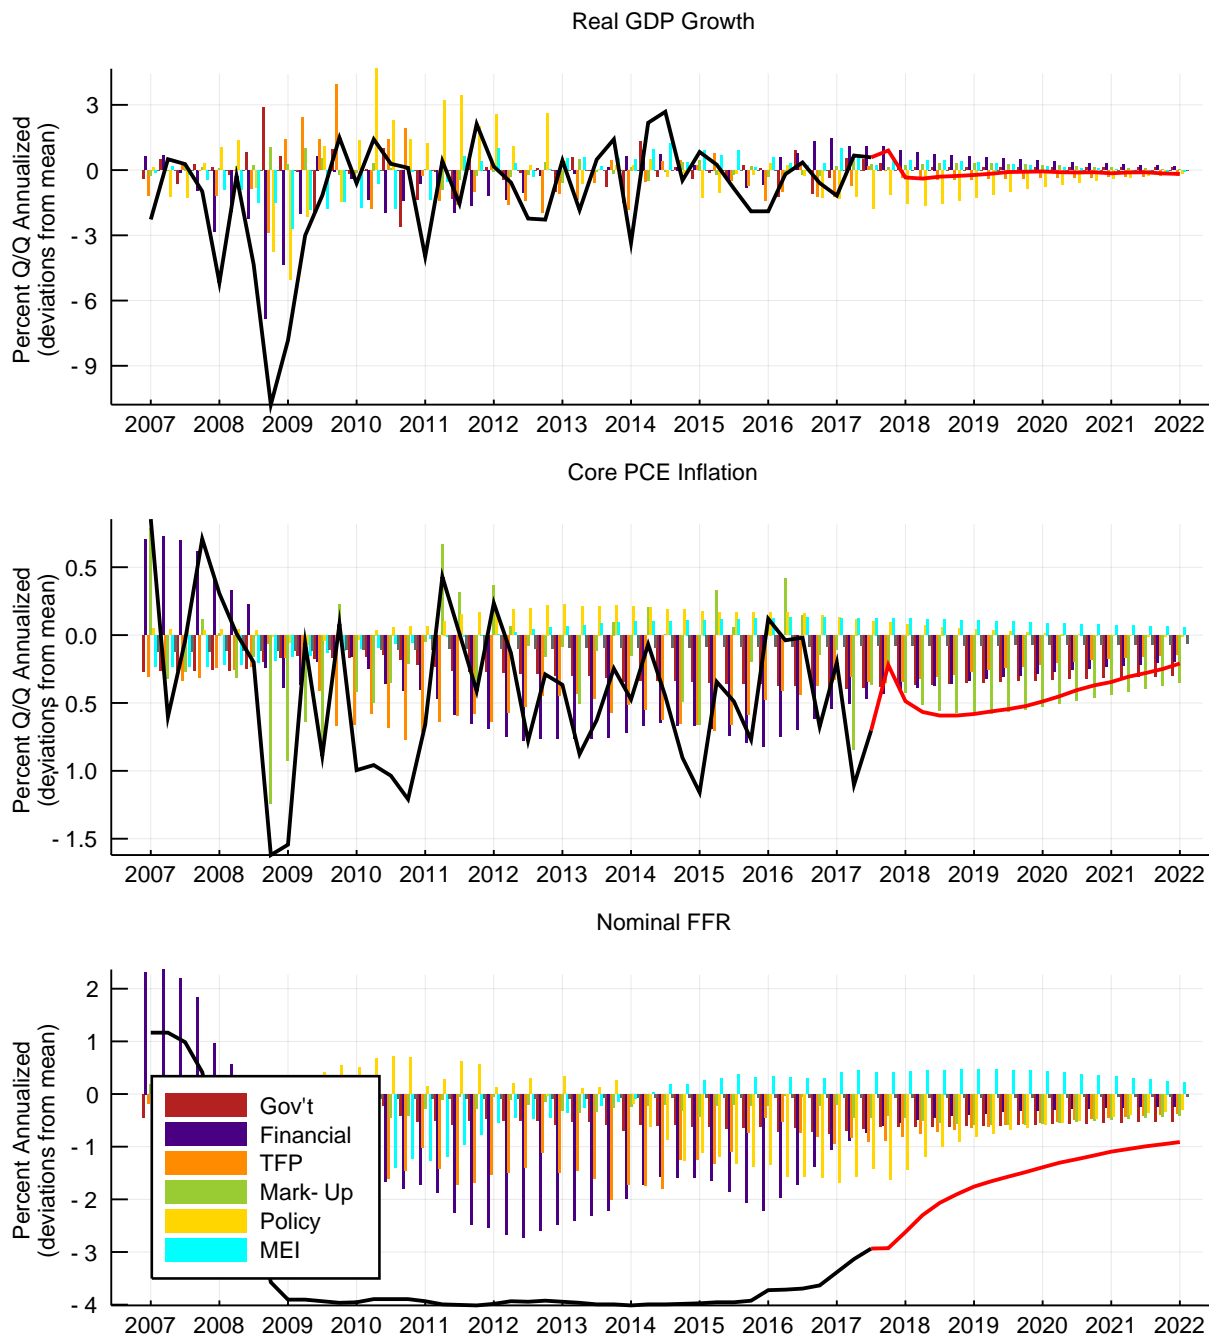 Real GDP Growth
Percent Q/Q Annualized
(deviations from mean)
3
0
- 3
- 6
- 9
2007 2008 2009 2010 2011 2012 2013 2014 2015 2016 2017 2018 2019 2020 2021 2022
Core PCE Inflation
Percent Q/Q Annualized
(deviations from mean)
0.5
0.0
0.5
1.0
- 1.5
2007 2008 2009 2010 2011 2012 2013 2014 2015 2016 2017 2018 2019 2020 2021 2022
Nominal FFR
Percent Annualized
(deviations from mean)
2
1
0
- 1
- 2
- 3
- 4
Gov't
Financial
TFP
Mark- Up
Policy
MEI
2007 2008 2009 2010 2011 2012 2013 2014 2015 2016 2017 2018 2019 2020 2021 2022